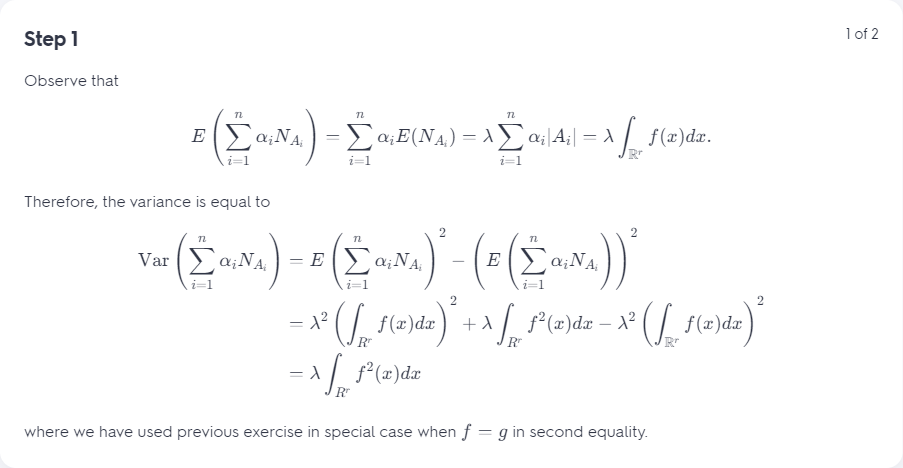 Step 1
1 of 2
Observe that
$$E\left(\sum_{i=1}^{n} \alpha_i N_{A_i}\right) = \sum_{i=1}^{n} \alpha_i E(N_{A_i}) = \lambda \sum_{i=1}^{n} \alpha_i |A_i| = \lambda \int_{\mathbb{R}^r} f(x)dx.$$
Therefore, the variance is equal to
$$\text{Var}\left(\sum_{i=1}^{n} \alpha_i N_{A_i}\right) = E\left(\sum_{i=1}^{n} \alpha_i N_{A_i}\right)^2 - \left(E\left(\sum_{i=1}^{n} \alpha_i N_{A_i}\right)\right)^2$$
$$= \lambda^2 \left(\int_{R^r} f(x)dx\right)^2 + \lambda \int_{R^r} f^2(x)dx - \lambda^2 \left(\int_{\mathbb{R}^r} f(x)dx\right)^2$$
$$= \lambda \int_{R^r} f^2(x)dx$$
where we have used previous exercise in special case when $f = g$ in second equality.